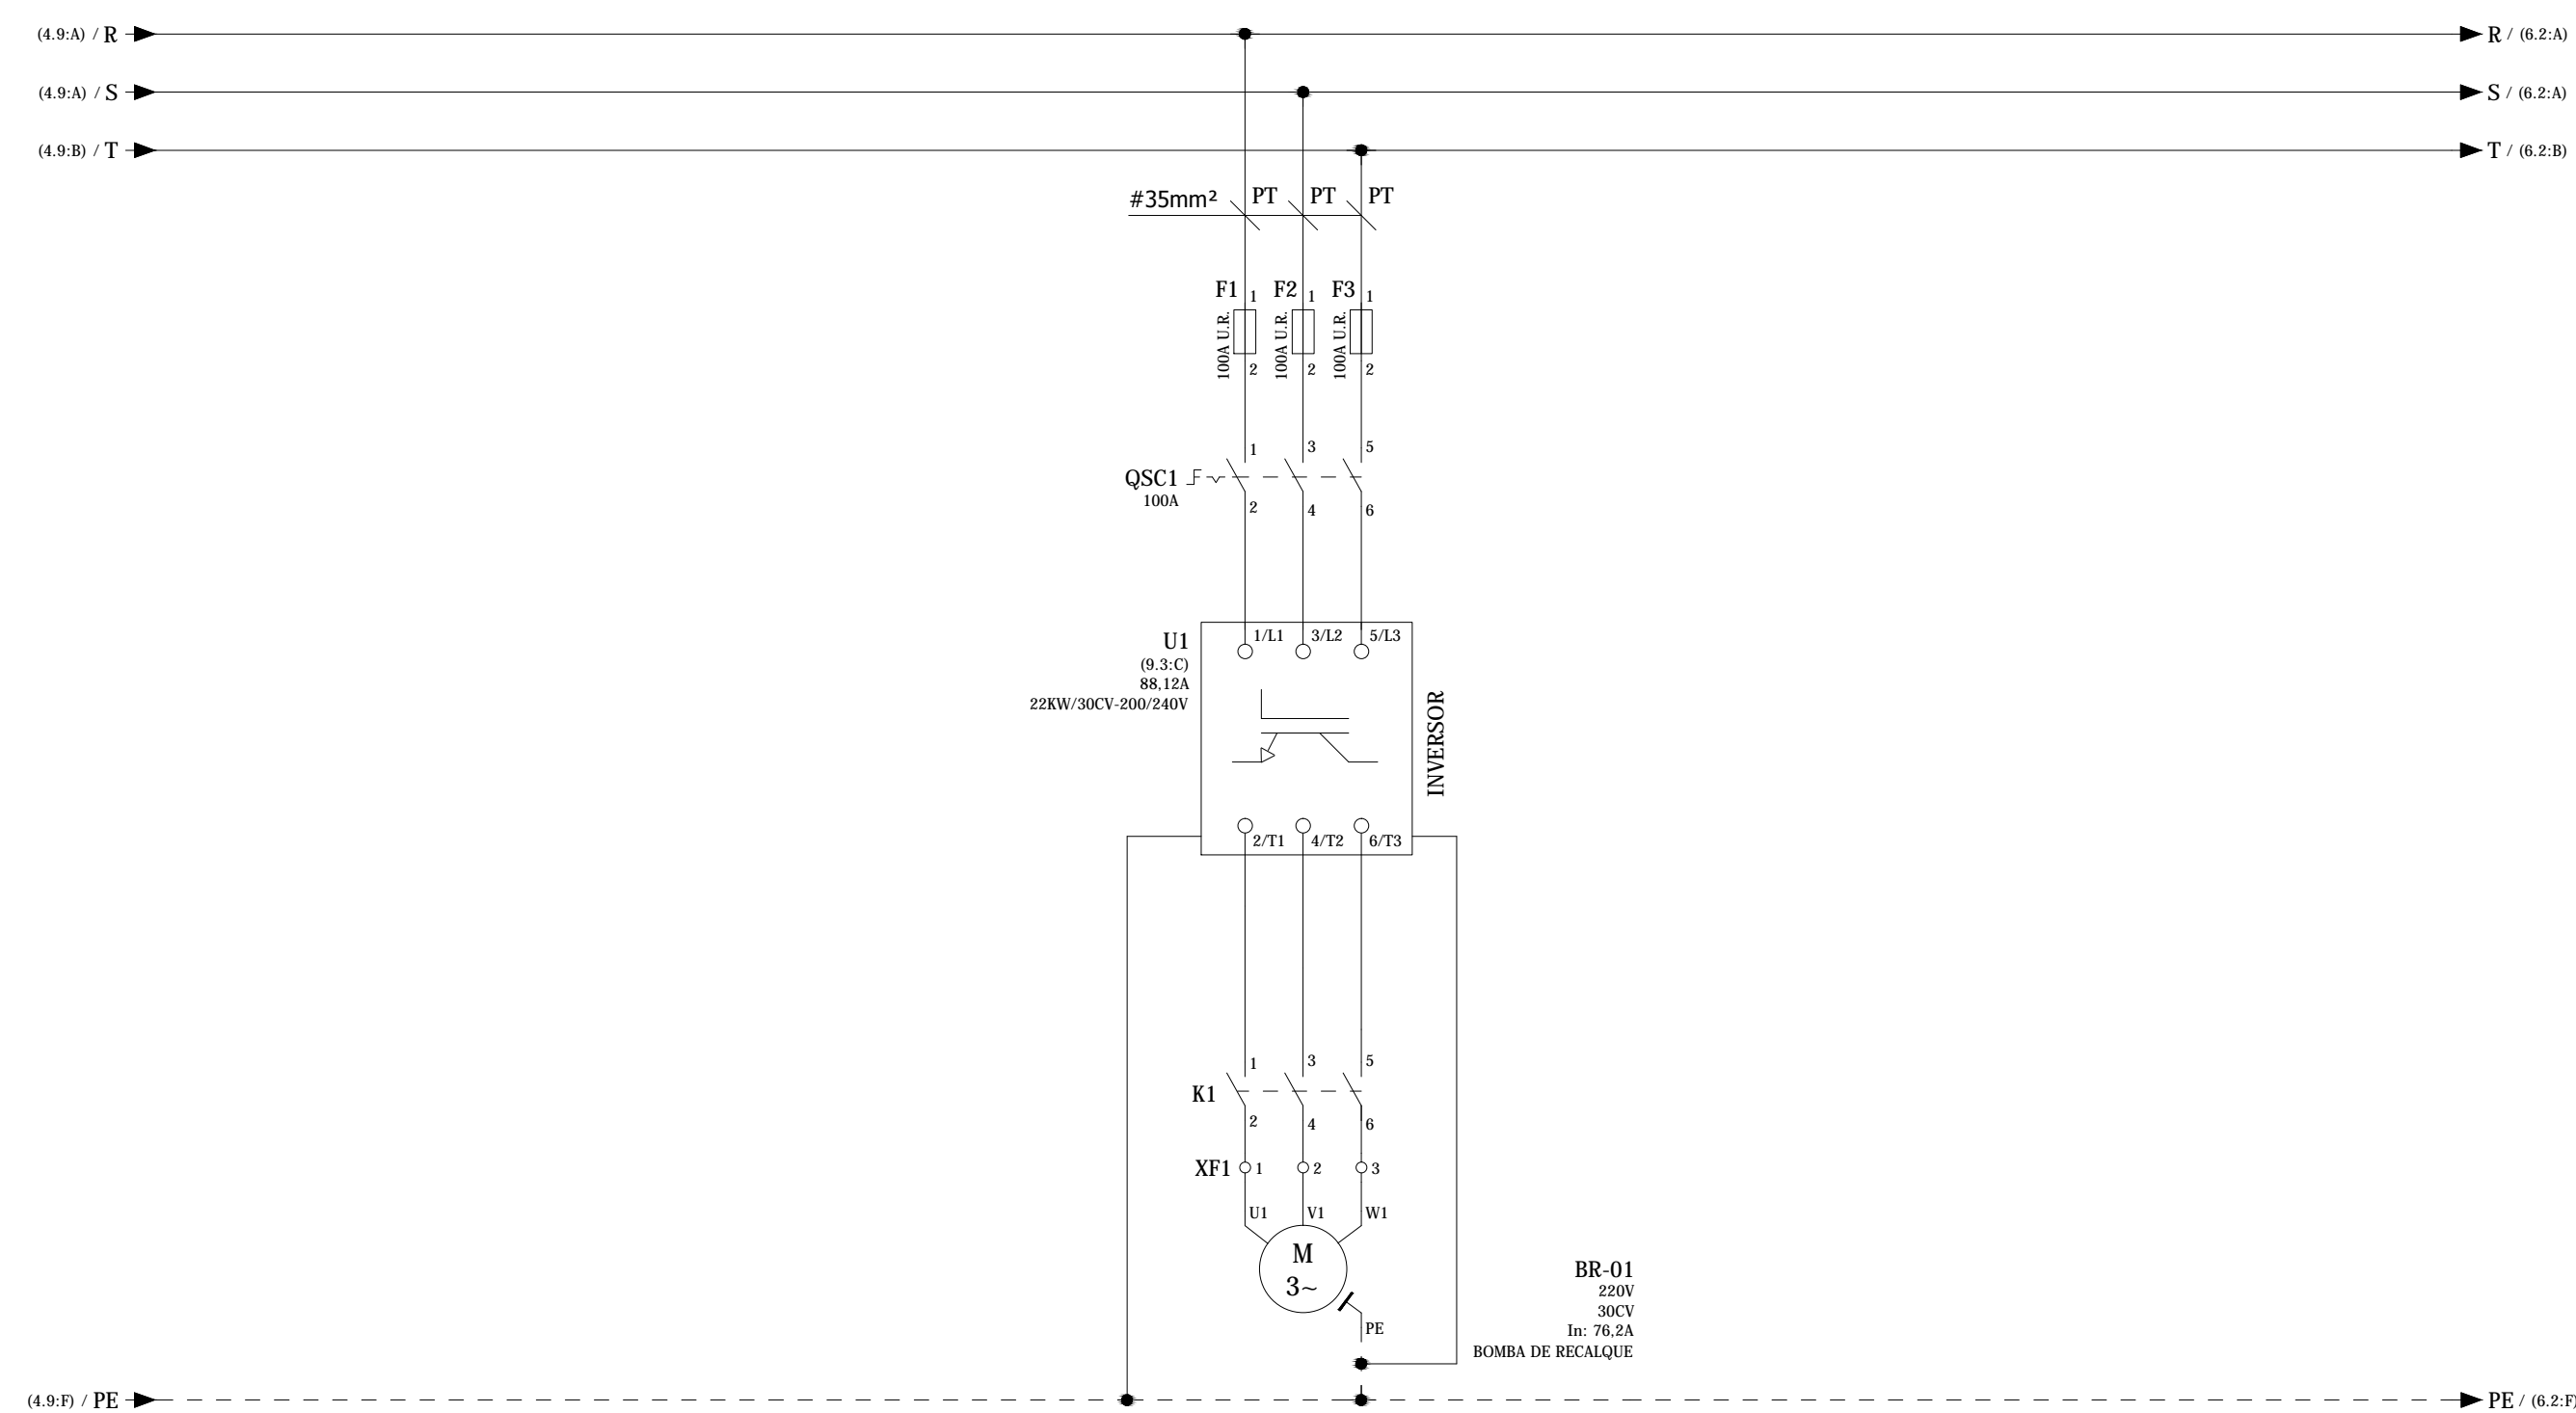 (4.9:A) / R
R / (6.2:A)
(4.9:A) / S
S / (6.2:A)
(4.9:B) / T
T / (6.2:B)
#35mm² PT PT PT
F1 1 F2 1 F3 1
100A U.R. 100A U.R. 100A U.R.
2 2 2
1 3 5
QSC1
100A
2 4 6
U1
(9.3:C)
88,12A
22KW/30CV-200/240V
1/L1 3/L2 5/L3
INVERSOR
2/T1 4/T2 6/T3
1 3 5
K1
2 4 6
XF1 1 2 3
U1 V1 W1
M
3~
PE
BR-01
220V
30CV
In: 76,2A
BOMBA DE RECALQUE
(4.9:F) / PE
PE / (6.2:F)